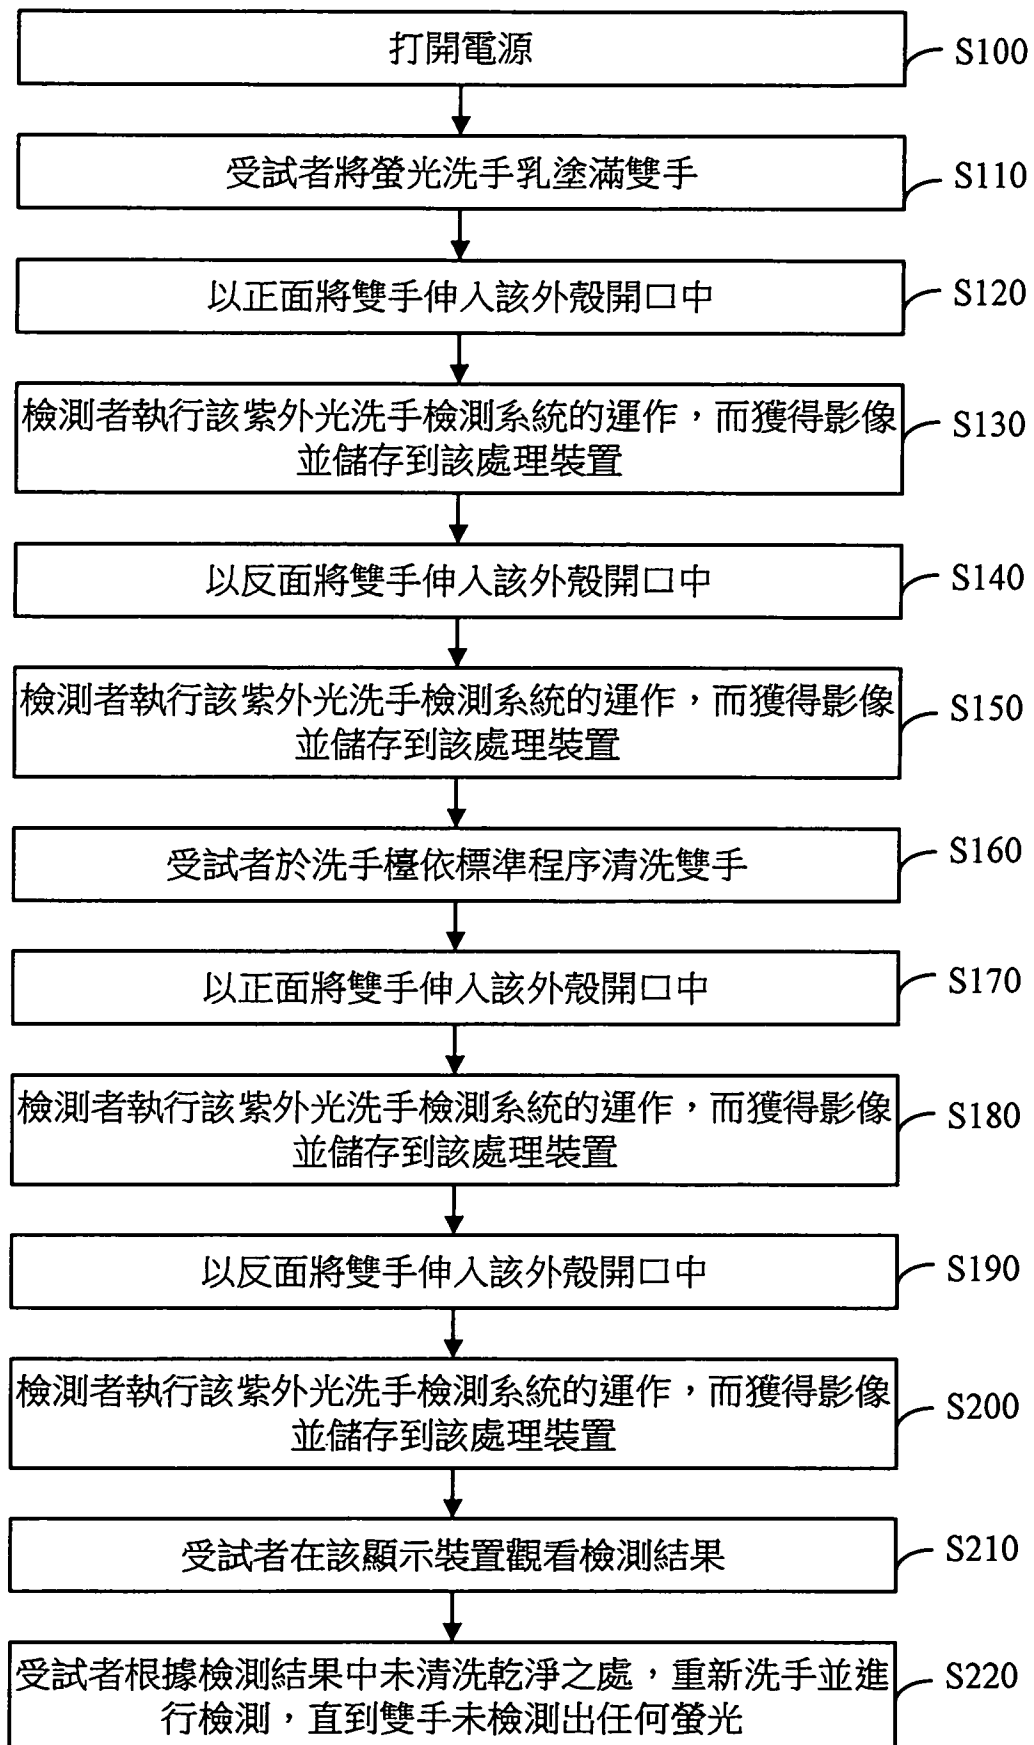 打開電源
S100
受試者將螢光洗手乳塗滿雙手
S110
以正面將雙手伸入該外殼開口中
S120
檢測者執行該紫外光洗手檢測系統的運作，而獲得影像
並儲存到該處理裝置
S130
以反面將雙手伸入該外殼開口中
S140
檢測者執行該紫外光洗手檢測系統的運作，而獲得影像
並儲存到該處理裝置
S150
受試者於洗手檯依標準程序清洗雙手
S160
以正面將雙手伸入該外殼開口中
S170
檢測者執行該紫外光洗手檢測系統的運作，而獲得影像
並儲存到該處理裝置
S180
以反面將雙手伸入該外殼開口中
S190
檢測者執行該紫外光洗手檢測系統的運作，而獲得影像
並儲存到該處理裝置
S200
受試者在該顯示裝置觀看檢測結果
S210
受試者根據檢測結果中未清洗乾淨之處，重新洗手並進
行檢測，直到雙手未檢測出任何螢光
S220